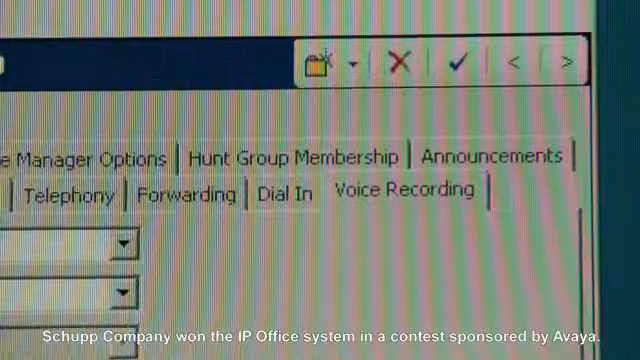 e Manager Options | Hunt Group Membership | Announcements
Telephony | Forwarding | Dial In | Voice Recording
Schupp Company won the IP Office system in a contest sponsored by Avaya.